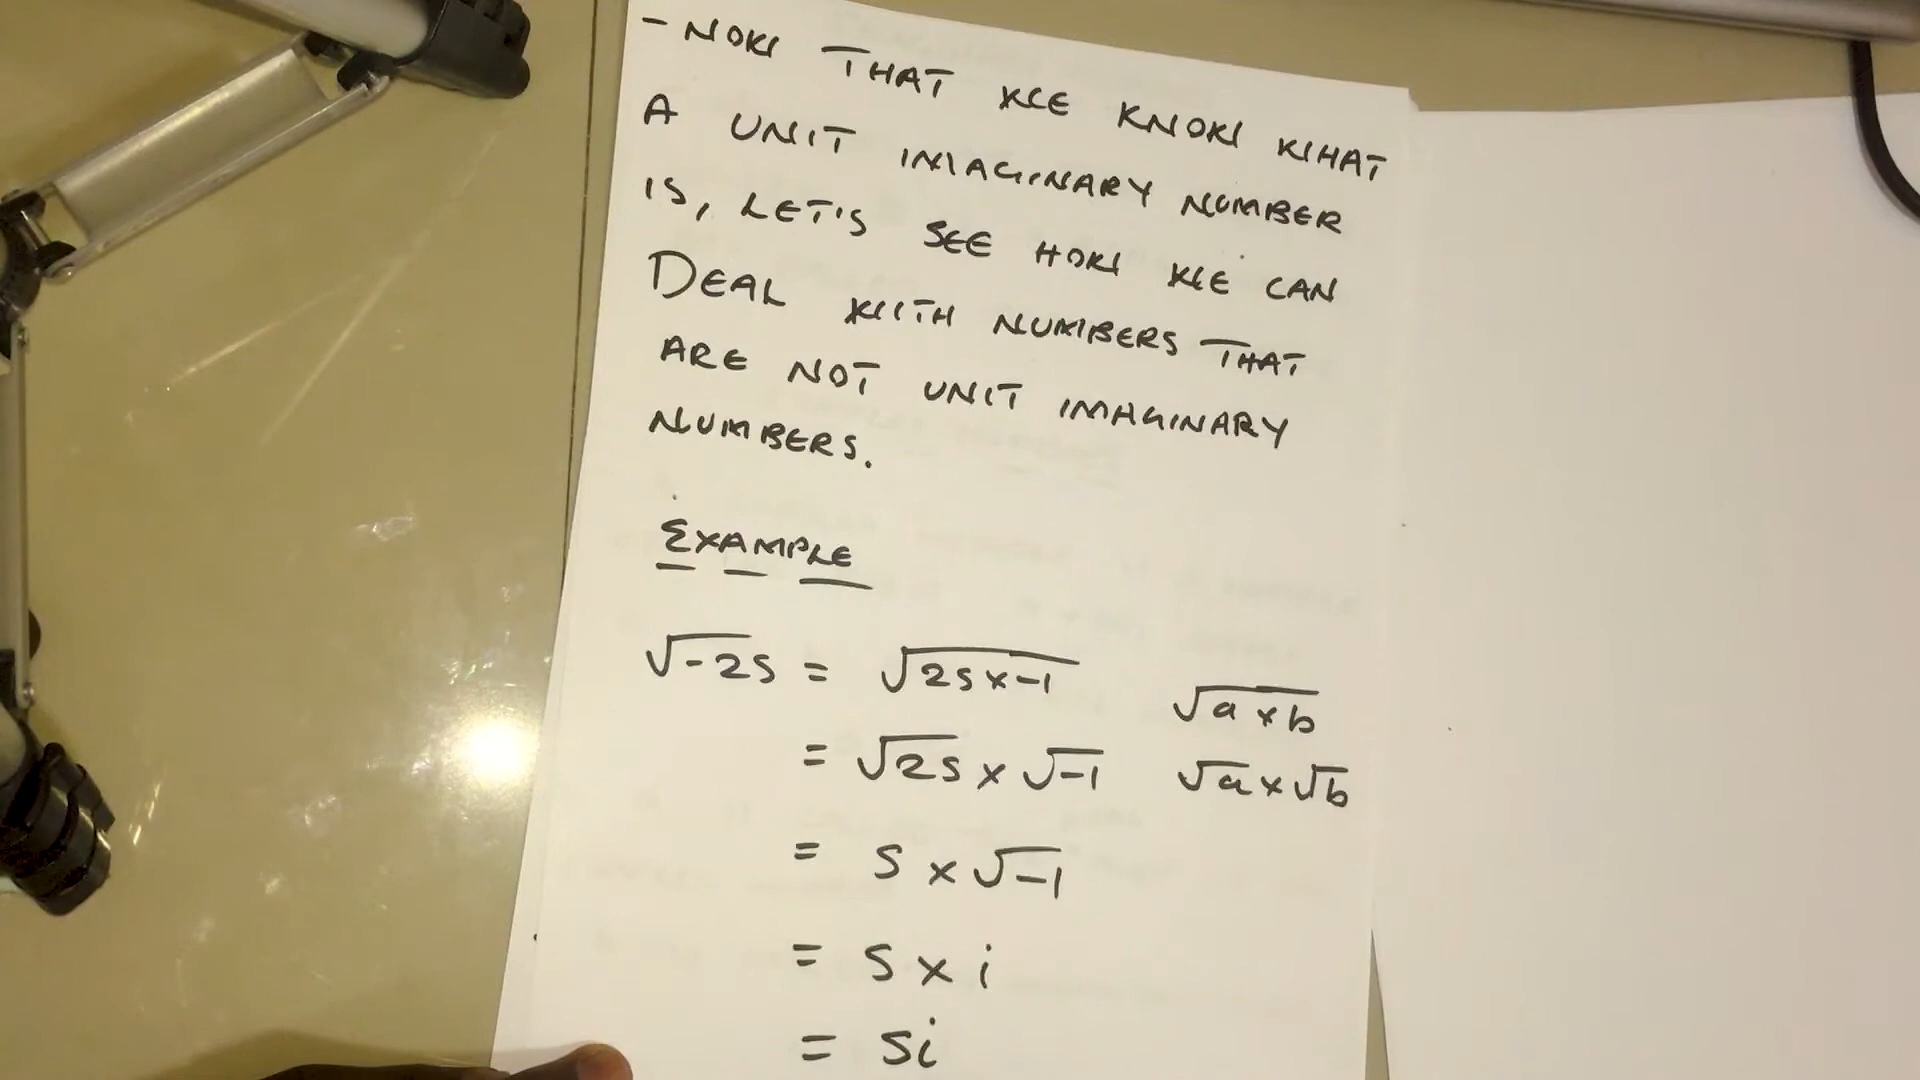 - NOW THAT WE KNOW WHAT
A UNIT IMAGINARY NUMBER
IS, LET'S SEE HOW WE CAN
DEAL WITH NUMBERS THAT
ARE NOT UNIT IMAGINARY
NUMBERS.
EXAMPLE
√-25 = √25 x -1 √a x b
= √25 x √-1 √a x √b
= 5 x √-1
= 5 x i
= 5i